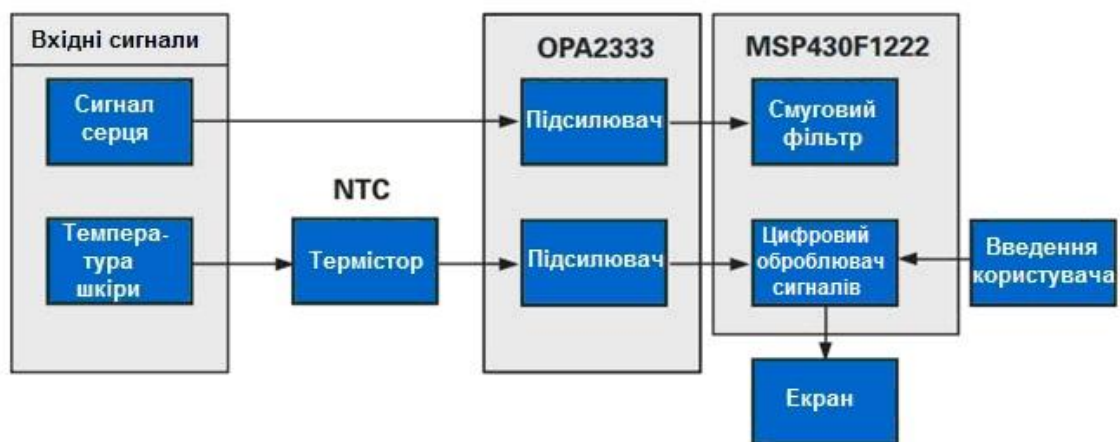 Вхідні сигнали
OPA2333
MSP430F1222
Сигнал
серця
Підсилювач
Смуговий
фільтр
NTC
Темпера-
тура
шкіри
Термістор
Підсилювач
Цифровий
оброблювач
сигналів
Введення
користувача
Екран